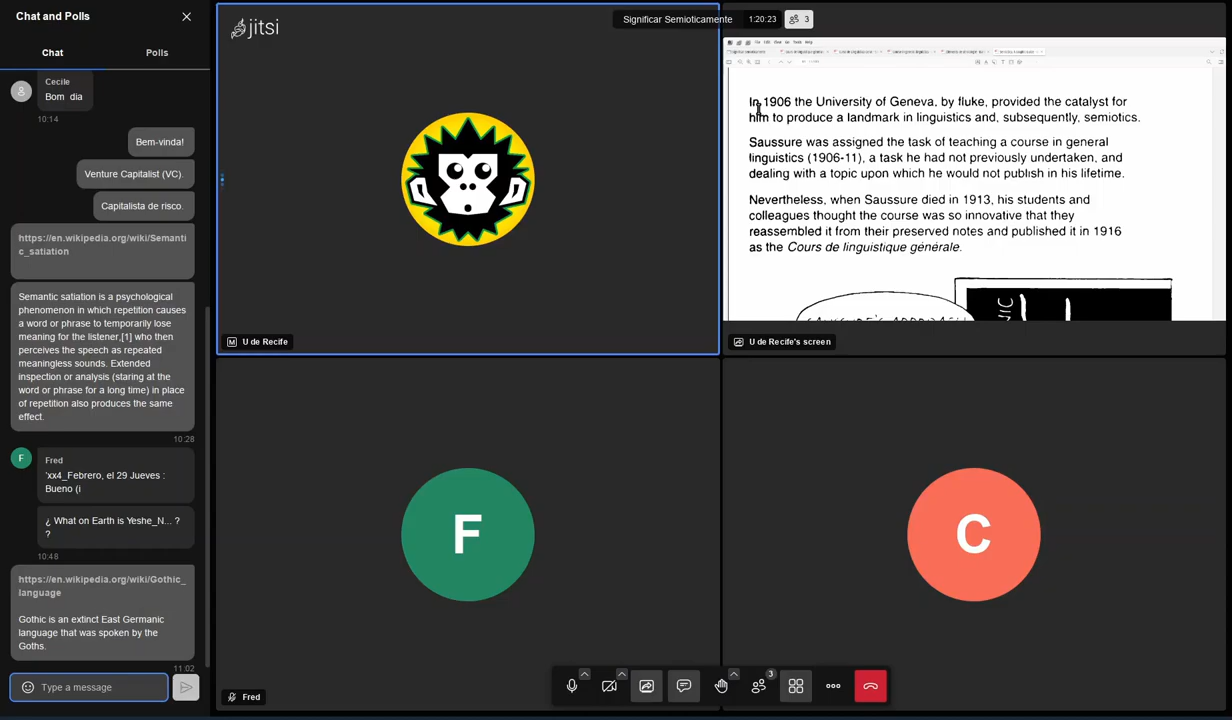 Chat and Polls
Chat
Polls
Cecile
Bom dia
10:14
Bem-vinda!
Venture Capitalist (VC).
Capitalista de risco.
https://en.wikipedia.org/wiki/Semanti
c_satiation
Semantic satiation is a psychological
phenomenon in which repetition causes
a word or phrase to temporarily lose
meaning for the listener,[1] who then
perceives the speech as repeated
meaningless sounds. Extended
inspection or analysis (staring at the
word or phrase for a long time) in place
of repetition also produces the same
effect.
10:28
F
Fred
'xx4_Febrero, el 29 Jueves :
Bueno (i
¿ What on Earth is Yeshe_N... ?
?
10:48
https://en.wikipedia.org/wiki/Gothic_
language
Gothic is an extinct East Germanic
language that was spoken by the
Goths.
11:02
Type a message
jitsi
Significar Semioticamente
1:20:23
3
M U de Recife
In 1906 the University of Geneva, by fluke, provided the catalyst for
him to produce a landmark in linguistics and, subsequently, semiotics.
Saussure was assigned the task of teaching a course in general
linguistics (1906-11), a task he had not previously undertaken, and
dealing with a topic upon which he would not publish in his lifetime.
Nevertheless, when Saussure died in 1913, his students and
colleagues thought the course was so innovative that they
reassembled it from their preserved notes and published it in 1916
as the Cours de linguistique générale.
U de Recife's screen
F
Fred
C
3